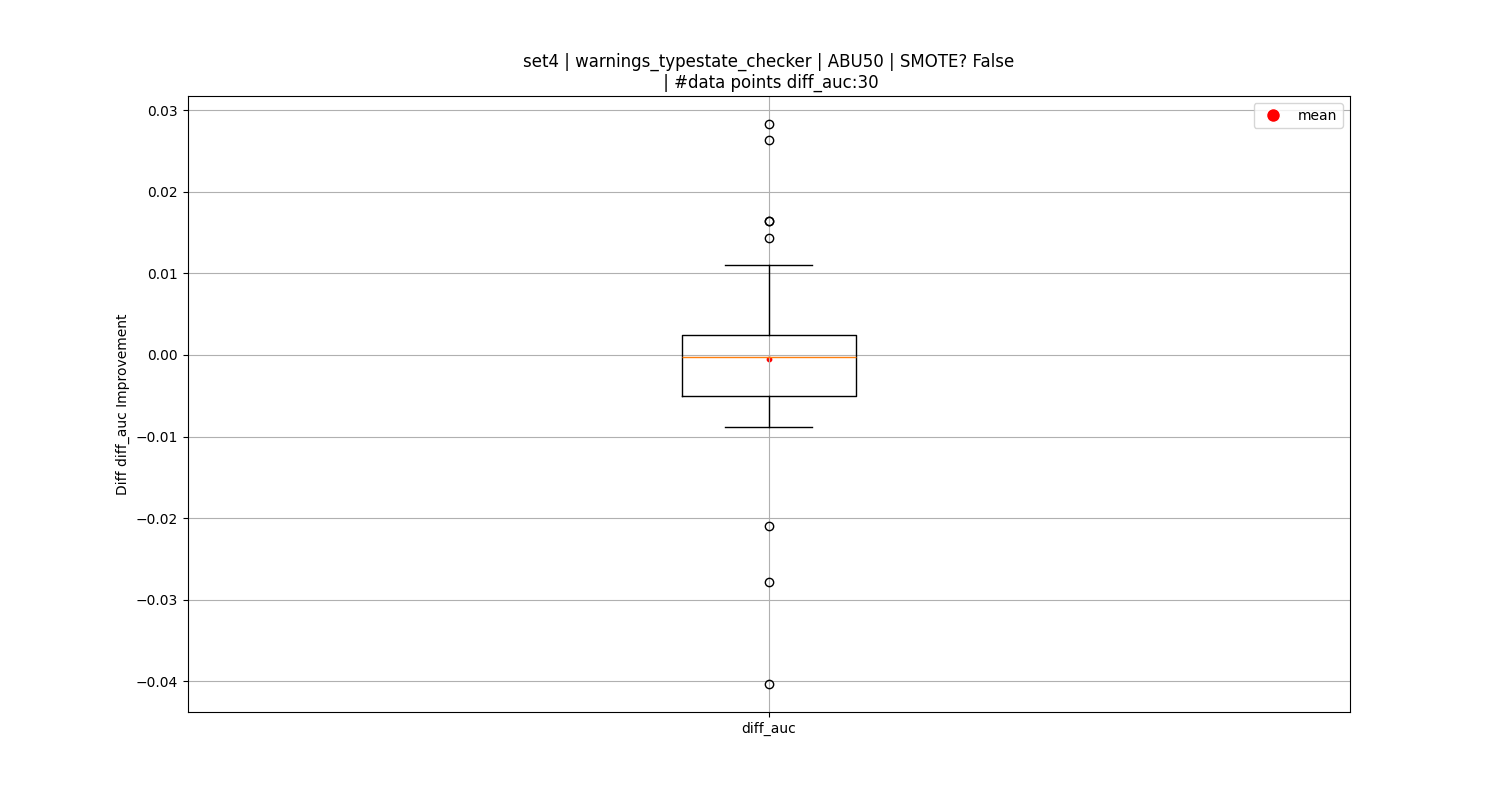 set4 | warnings_typestate_checker | ABU50 | SMOTE? False
| #data points diff_auc:30
mean
0.03
0.02
0.01
0.00
−0.01
−0.02
−0.03
−0.04
Diff diff_auc Improvement
diff_auc